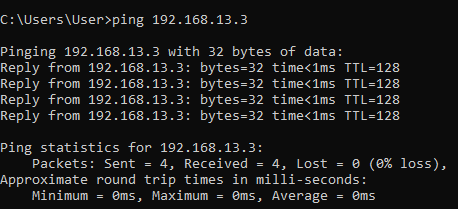 C:\Users\User>ping 192.168.13.3
Pinging 192.168.13.3 with 32 bytes of data:
Reply from 192.168.13.3: bytes=32 time<1ms TTL=128
Reply from 192.168.13.3: bytes=32 time<1ms TTL=128
Reply from 192.168.13.3: bytes=32 time<1ms TTL=128
Reply from 192.168.13.3: bytes=32 time<1ms TTL=128
Ping statistics for 192.168.13.3:
    Packets: Sent = 4, Received = 4, Lost = 0 (0% loss),
Approximate round trip times in milli-seconds:
    Minimum = 0ms, Maximum = 0ms, Average = 0ms